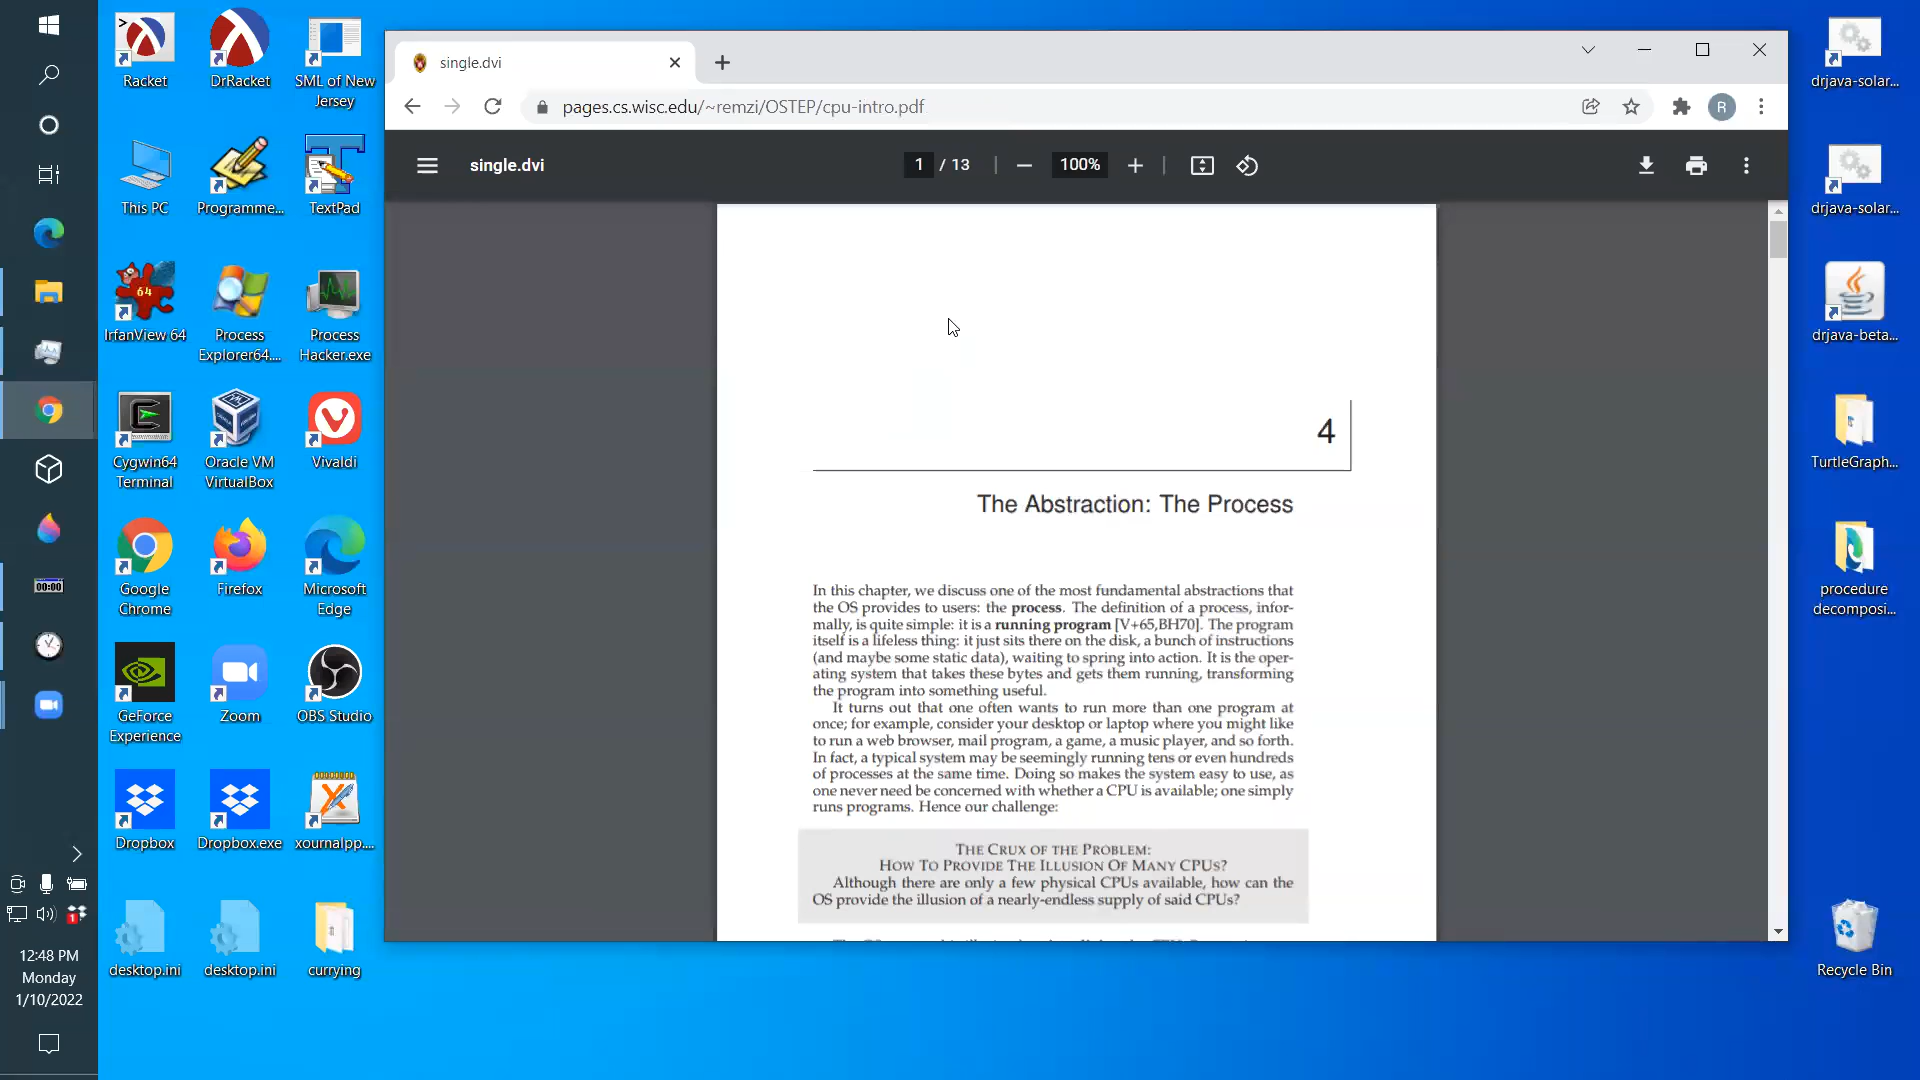 Racket
DrRacket
SML of New
Jersey
This PC
Programme...
TextPad
64
IrfanView 64
Process
Explorer64....
Process
Hacker.exe
Cygwin64
Terminal
Oracle VM
VirtualBox
Vivaldi
Google
Chrome
Firefox
Microsoft
Edge
GeForce
Experience
Zoom
OBS Studio
Dropbox
Dropbox.exe
xournalpp....
desktop.ini
desktop.ini
currying
00:00
1
12:48 PM
Monday
1/10/2022
single.dvi
pages.cs.wisc.edu/~remzi/OSTEP/cpu-intro.pdf
R
single.dvi
1 / 13
100%
4
The Abstraction: The Process
In this chapter, we discuss one of the most fundamental abstractions that
the OS provides to users: the process. The definition of a process, infor-
mally, is quite simple: it is a running program [V+65,BH70]. The program
itself is a lifeless thing: it just sits there on the disk, a bunch of instructions
(and maybe some static data), waiting to spring into action. It is the oper-
ating system that takes these bytes and gets them running, transforming
the program into something useful.
It turns out that one often wants to run more than one program at
once; for example, consider your desktop or laptop where you might like
to run a web browser, mail program, a game, a music player, and so forth.
In fact, a typical system may be seemingly running tens or even hundreds
of processes at the same time. Doing so makes the system easy to use, as
one never need be concerned with whether a CPU is available; one simply
runs programs. Hence our challenge:
THE CRUX OF THE PROBLEM:
HOW TO PROVIDE THE ILLUSION OF MANY CPUS?
Although there are only a few physical CPUs available, how can the
OS provide the illusion of a nearly-endless supply of said CPUs?
drjava-solar...
drjava-solar...
drjava-beta...
TurtleGraph...
procedure
decomposi...
Recycle Bin